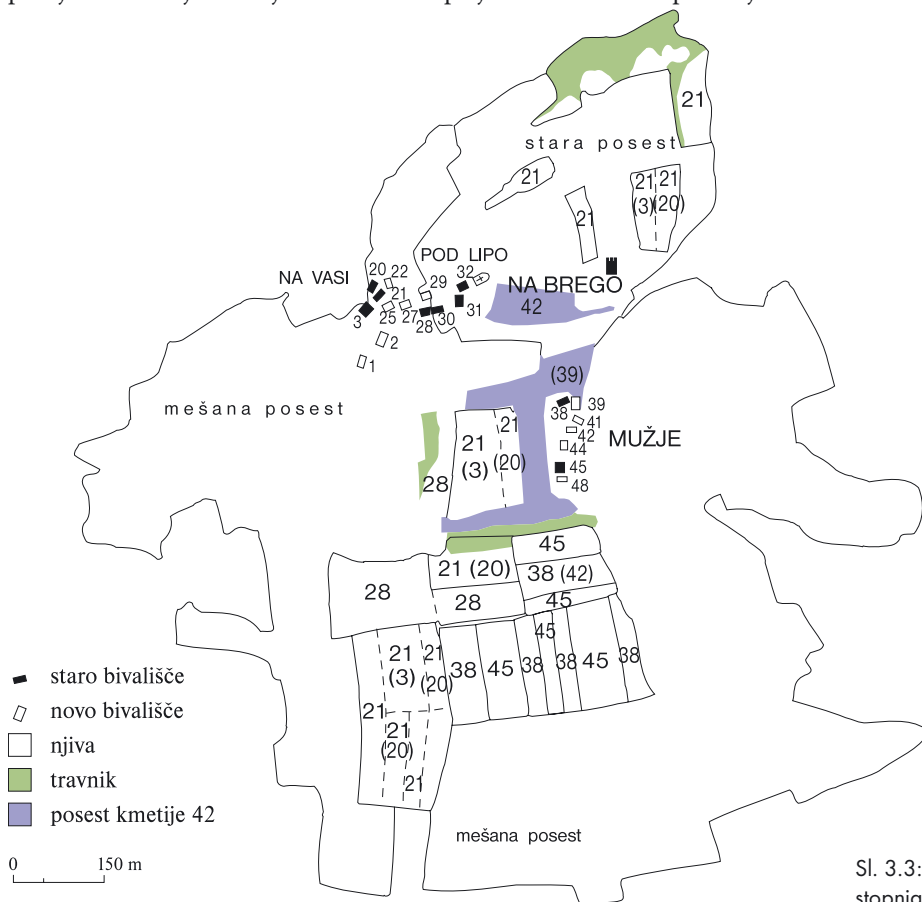 21
stara posest
21
21 21
(3) (20)
21
POD LIPO
NA VASI
20 22
32
29
NA BREGO
21
42
31
3
25 27
28 30
2
1
(39)
mešana posest
38 39
41
21
42
MUŽJE
21
44
(3) (20)
45
28
48
45
21 (20)
38 (42)
28
28
45
45
21 21
38 45 38 38 45 38
(3)
(20)
staro bivališče
21
novo bivališče
21
(20)
njiva
travnik
21
posest kmetije 42
mešana posest
0 150 m
Sl. 3.3: